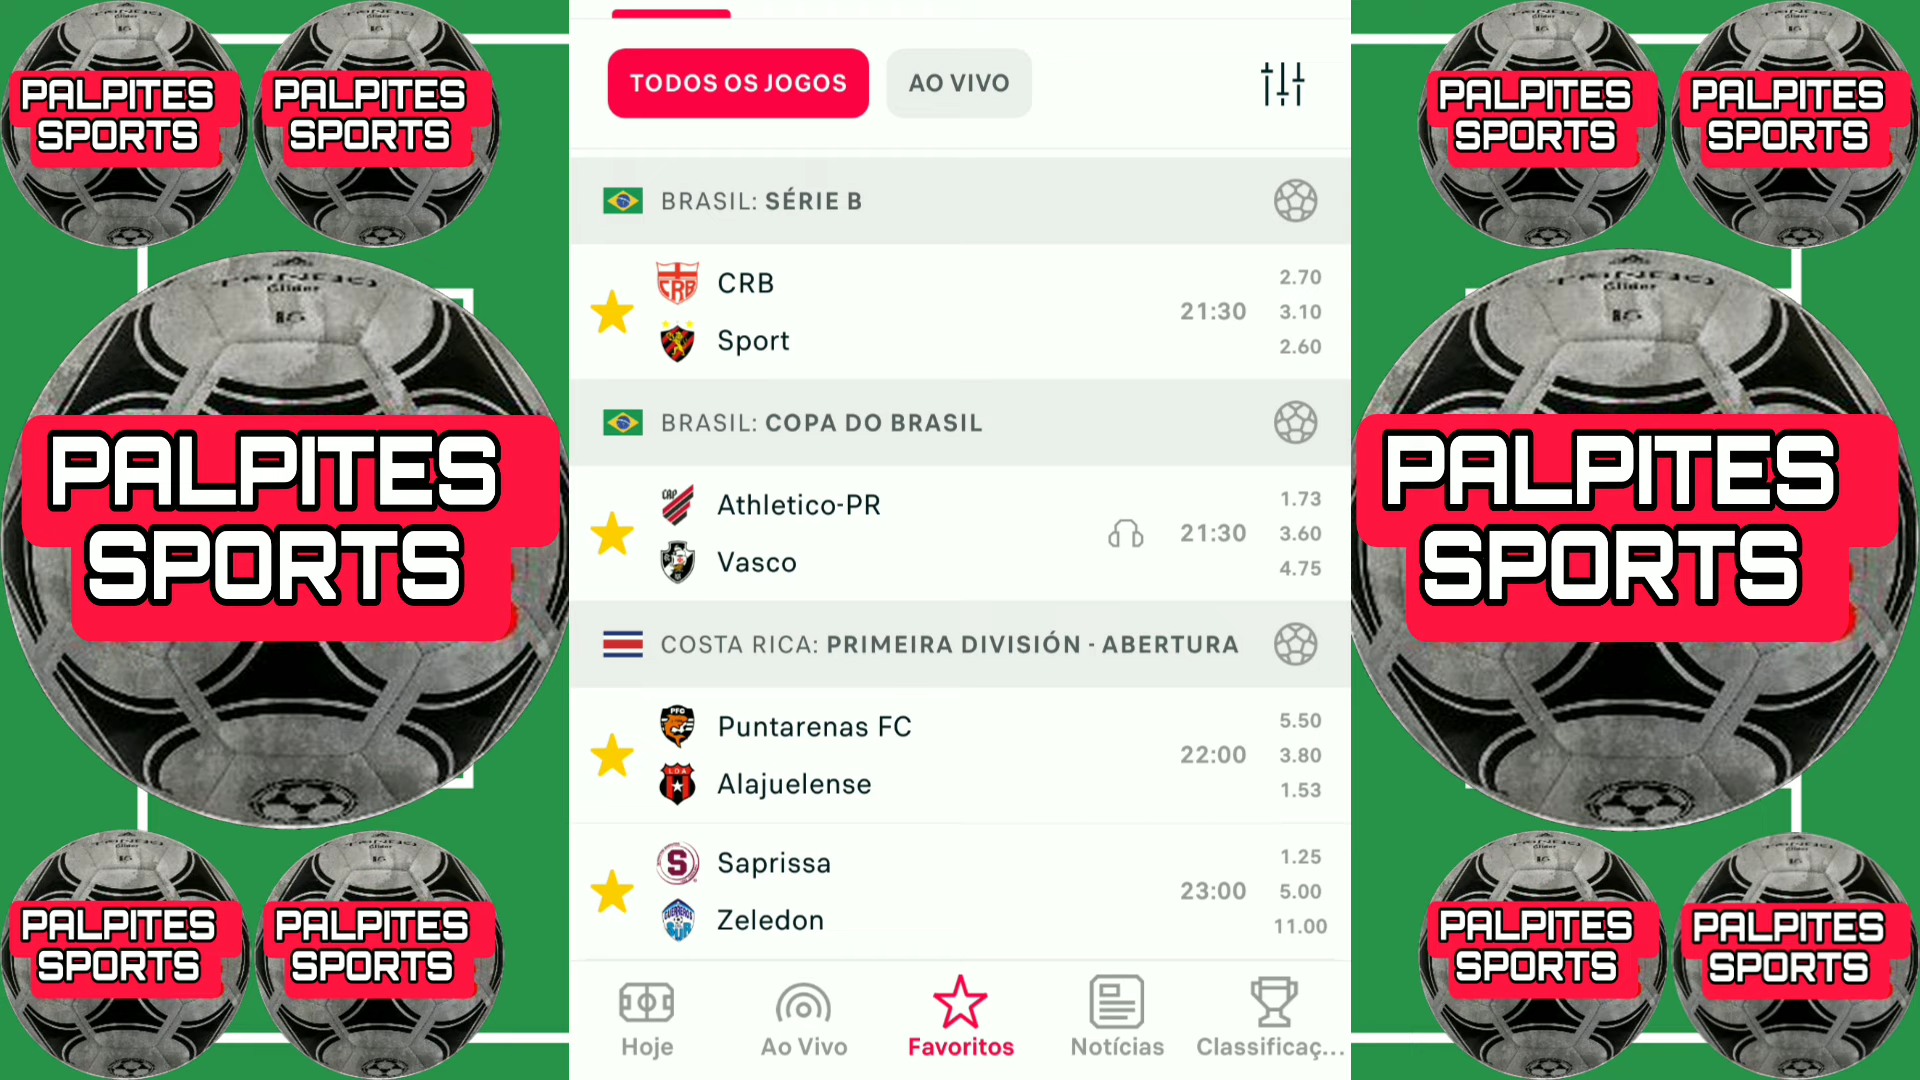 PALPITES
SPORTS
PALPITES
SPORTS
PALPITES
SPORTS
PALPITES
SPORTS
PALPITES
SPORTS
TODOS OS JOGOS
AO VIVO
BRASIL: SÉRIE B
CRB
Sport
21:30
2.70
3.10
2.60
BRASIL: COPA DO BRASIL
Athletico-PR
Vasco
21:30
1.73
3.60
4.75
COSTA RICA: PRIMEIRA DIVISIÓN - ABERTURA
Puntarenas FC
Alajuelense
22:00
5.50
3.80
1.53
Saprissa
Zeledon
23:00
1.25
5.00
11.00
Hoje
Ao Vivo
Favoritos
Notícias
Classificaç...
PALPITES
SPORTS
PALPITES
SPORTS
PALPITES
SPORTS
PALPITES
SPORTS
PALPITES
SPORTS